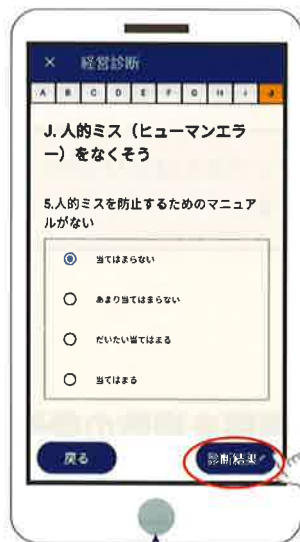 × 経営診断
A B C D E F G H I J
J. 人的ミス（ヒューマンエラ
ー）をなくそう
5.人的ミスを防止するためのマニュア
ルがない
当てはまらない
あまり当てはまらない
だいたい当てはまる
当てはまる
戻る 診断結果